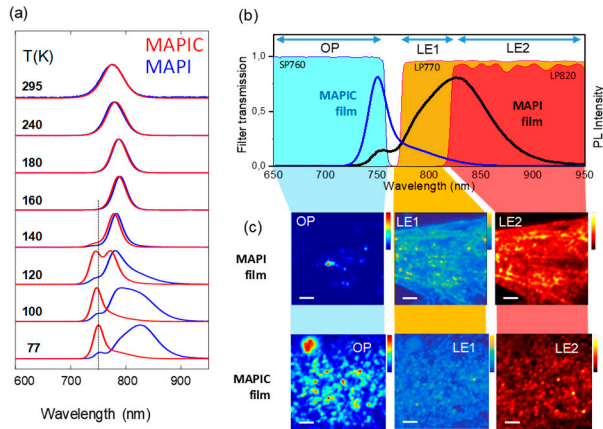 (a)
T(K)
MAPIC
MAPI
295
240
180
160
140
120
100
77
600 700 800 900
Wavelength (nm)
(b)
OP LE1 LE2
Filter transmission
1,0
0,5
0,0
SP760
LP770
LP820
MAPIC
film
MAPI
film
PL Intensity
650 700 750 800 850 900 950
Wavelength (nm)
(c)
MAPI
film
OP
LE1
LE2
MAPIC
film
OP
LE1
LE2